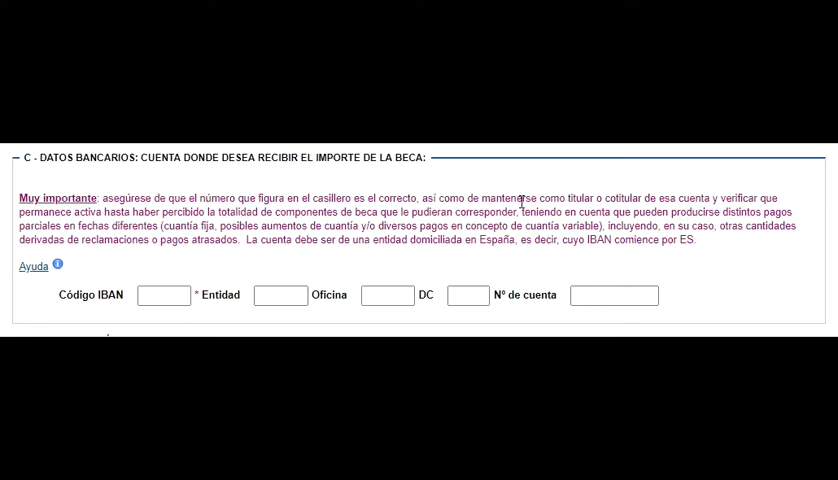 C - DATOS BANCARIOS: CUENTA DONDE DESEA RECIBIR EL IMPORTE DE LA BECA:
Muy importante: asegúrese de que el número que figura en el casillero es el correcto, así como de mantenerse como titular o cotitular de esa cuenta y verificar que
permanece activa hasta haber percibido la totalidad de componentes de beca que le pudieran corresponder, teniendo en cuenta que pueden producirse distintos pagos
parciales en fechas diferentes (cuantía fija, posibles aumentos de cuantía y/o diversos pagos en concepto de cuantía variable), incluyendo, en su caso, otras cantidades
derivadas de reclamaciones o pagos atrasados. La cuenta debe ser de una entidad domiciliada en España, es decir, cuyo IBAN comience por ES.
Ayuda
Código IBAN * Entidad Oficina DC Nº de cuenta